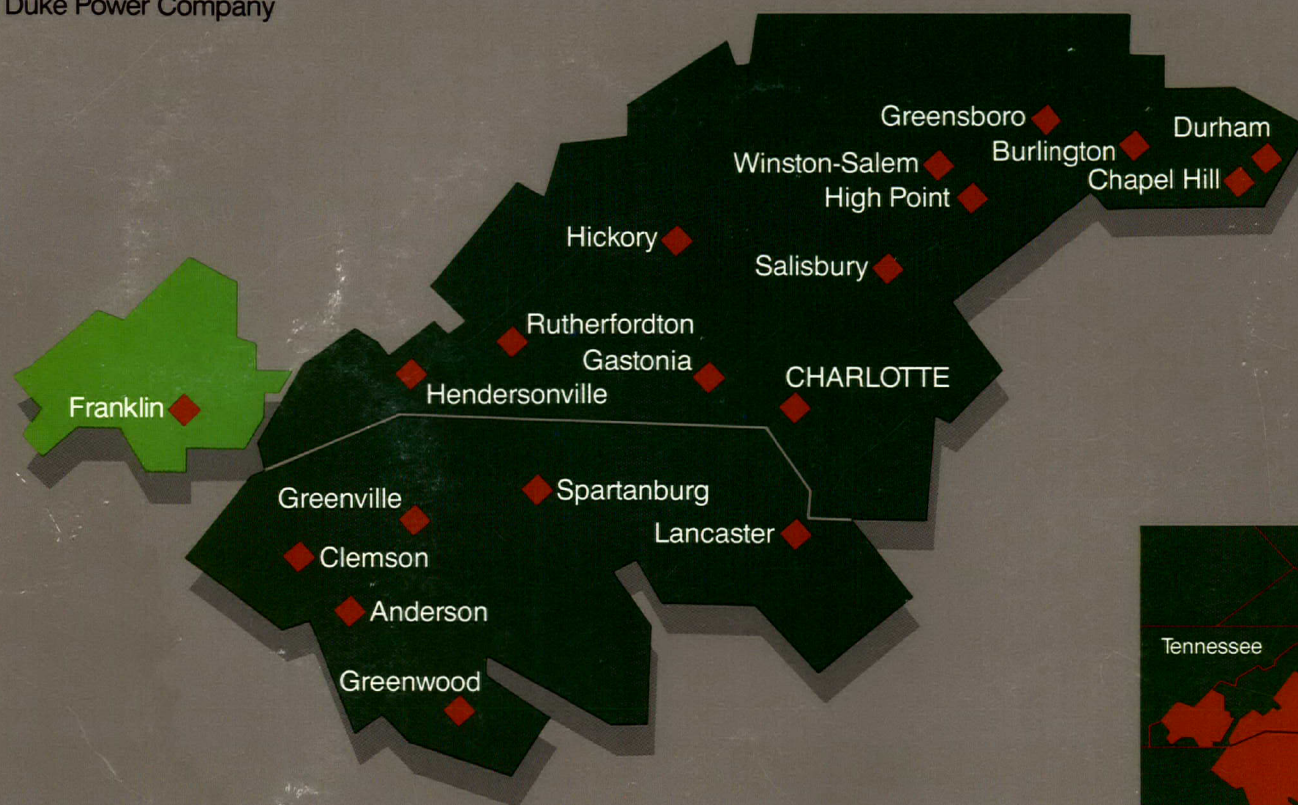 Duke Power Company
Greensboro
Durham
Burlington
Winston-Salem
Chapel Hill
High Point
Hickory
Salisbury
Rutherfordton
Gastonia
CHARLOTTE
Hendersonville
Franklin
Spartanburg
Greenville
Lancaster
Clemson
Anderson
Tennessee
Greenwood